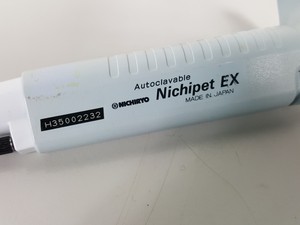 Autoclavable
Nichipet EX
NICHIRYO
MADE IN JAPAN
H35002232